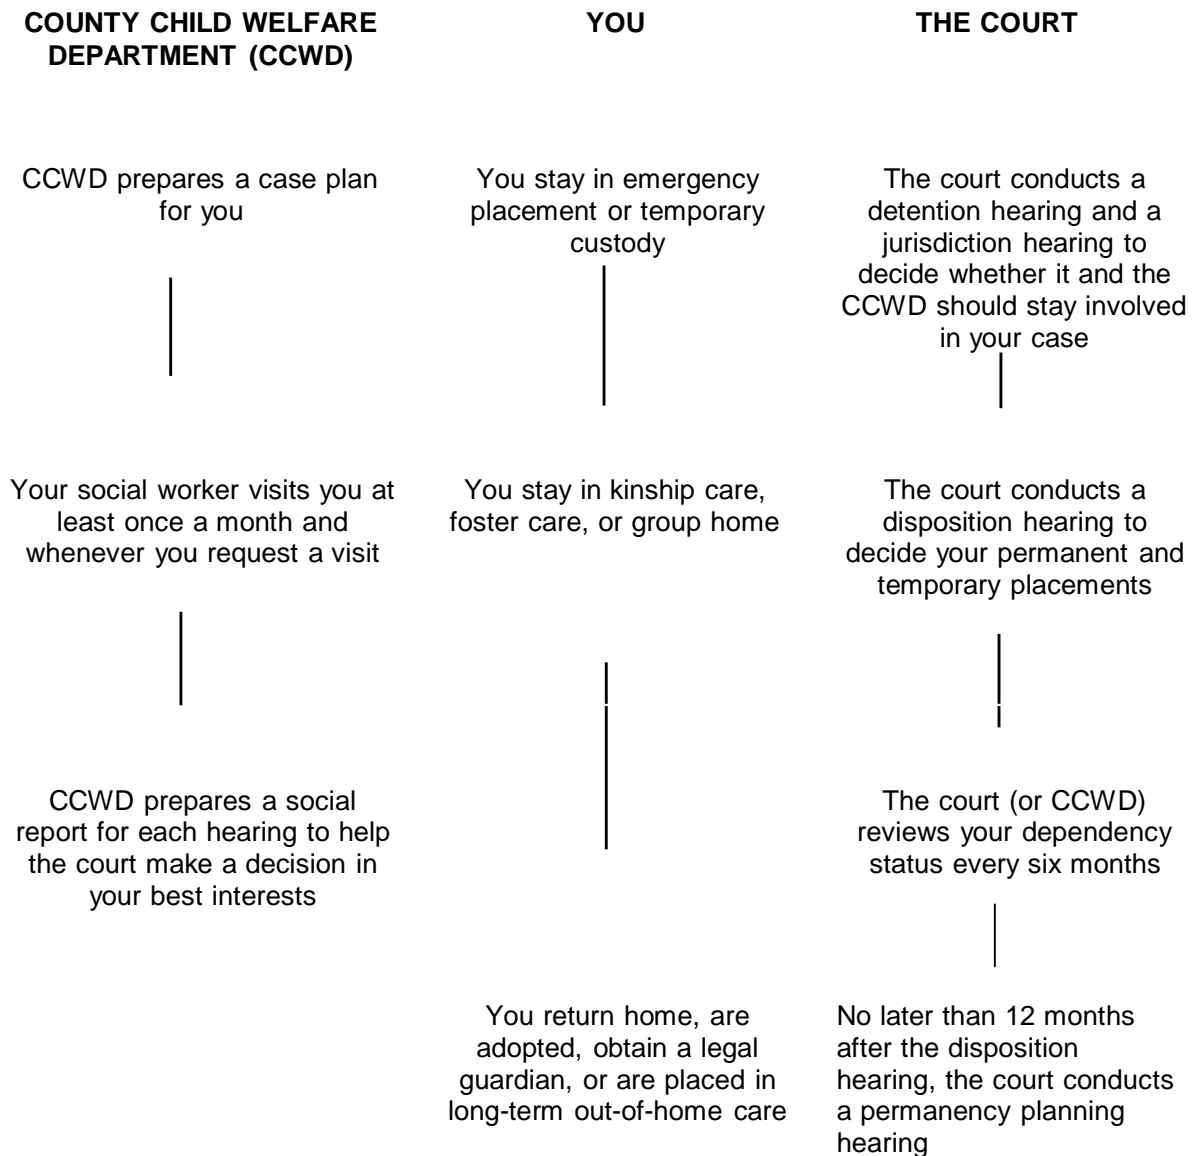 COUNTY CHILD WELFARE
DEPARTMENT (CCWD)
YOU
THE COURT
CCWD prepares a case plan
for you
You stay in emergency
placement or temporary
custody
The court conducts a
detention hearing and a
jurisdiction hearing to
decide whether it and the
CCWD should stay involved
in your case
Your social worker visits you at
least once a month and
whenever you request a visit
You stay in kinship care,
foster care, or group home
The court conducts a
disposition hearing to
decide your permanent and
temporary placements
CCWD prepares a social
report for each hearing to help
the court make a decision in
your best interests
The court (or CCWD)
reviews your dependency
status every six months
You return home, are
adopted, obtain a legal
guardian, or are placed in
long-term out-of-home care
No later than 12 months
after the disposition
hearing, the court conducts
a permanency planning
hearing